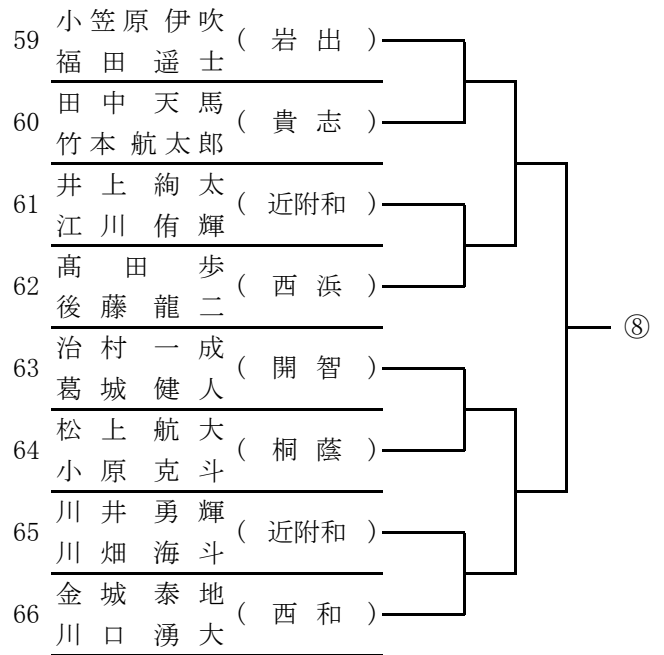 小笠原 伊吹
59 ( 岩出 )
福田 遥士
田中 天馬
60 ( 貴志 )
竹本 航太郎
井上 絢太
61 ( 近附和 )
江川 侑輝
髙田 歩
62 ( 西浜 )
後藤 龍二
⑧
治村 一成
63 ( 開智 )
葛城 健人
松上 航大
64 ( 桐蔭 )
小原 克斗
川井 勇輝
65 ( 近附和 )
川畑 海斗
金城 泰地
66 ( 西和 )
川口 湧大